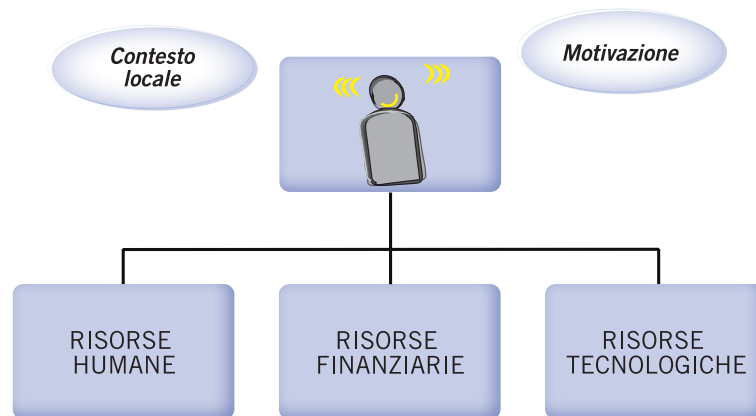 Contesto
locale
Motivazione
RISORSE
HUMANE
RISORSE
FINANZIARIE
RISORSE
TECNOLOGICHE